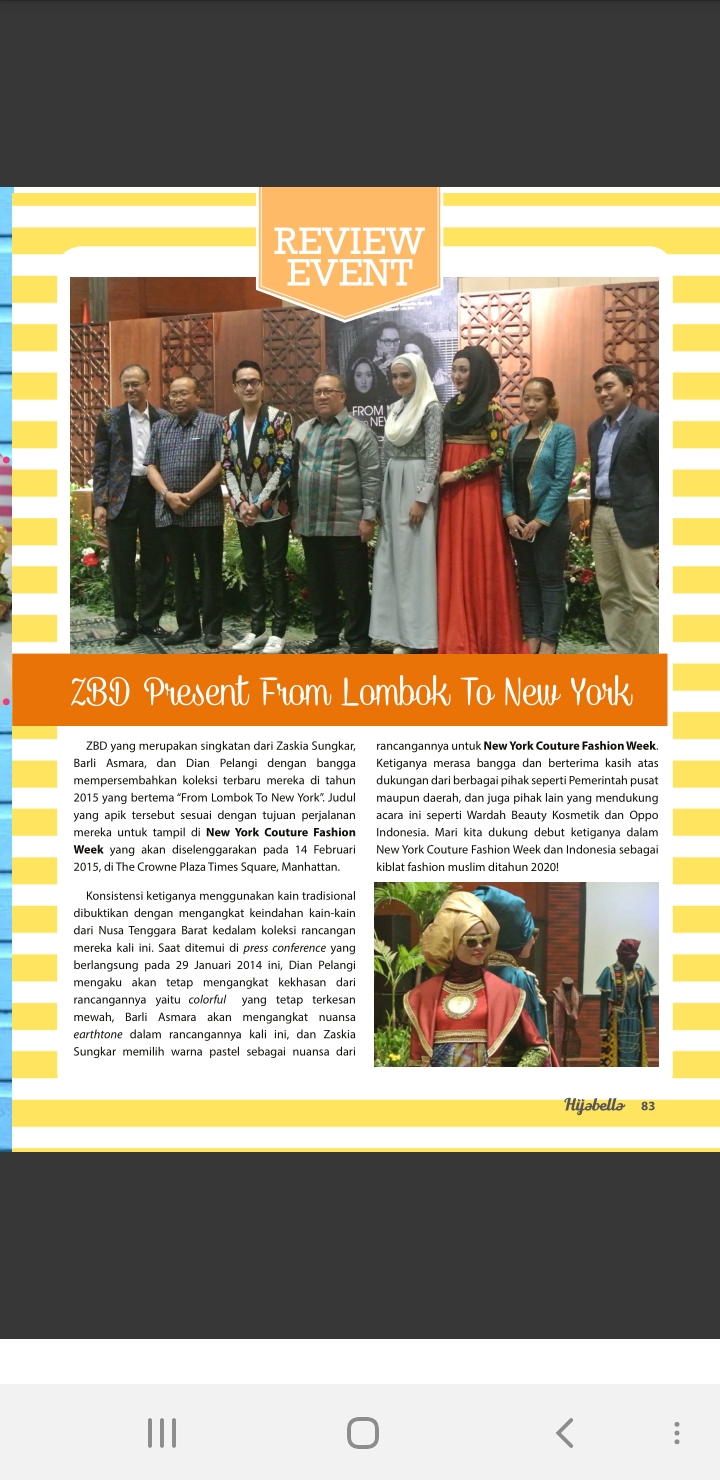 REVIEW
EVENT
FROM
NEW
ZBD Present From Lombok To New York
ZBD yang merupakan singkatan dari Zaskia Sungkar,
Barli Asmara, dan Dian Pelangi dengan bangga
mempersembahkan koleksi terbaru mereka di tahun
2015 yang bertema “From Lombok To New York”. Judul
yang apik tersebut sesuai dengan tujuan perjalanan
mereka untuk tampil di New York Couture Fashion
Week yang akan diselenggarakan pada 14 Februari
2015, di The Crowne Plaza Times Square, Manhattan.
Konsistensi ketiganya menggunakan kain tradisional
dibuktikan dengan mengangkat keindahan kain-kain
dari Nusa Tenggara Barat kedalam koleksi rancangan
mereka kali ini. Saat ditemui di press conference yang
berlangsung pada 29 Januari 2014 ini, Dian Pelangi
mengaku akan tetap mengangkat kekhasan dari
rancangannya yaitu colorful yang tetap terkesan
mewah, Barli Asmara akan mengangkat nuansa
earthtone dalam rancangannya kali ini, dan Zaskia
Sungkar memilih warna pastel sebagai nuansa dari
rancangannya untuk New York Couture Fashion Week.
Ketiganya merasa bangga dan berterima kasih atas
dukungan dari berbagai pihak seperti Pemerintah pusat
maupun daerah, dan juga pihak lain yang mendukung
acara ini seperti Wardah Beauty Kosmetik dan Oppo
Indonesia. Mari kita dukung debut ketiganya dalam
New York Couture Fashion Week dan Indonesia sebagai
kiblat fashion muslim ditahun 2020!
Hijabella 83